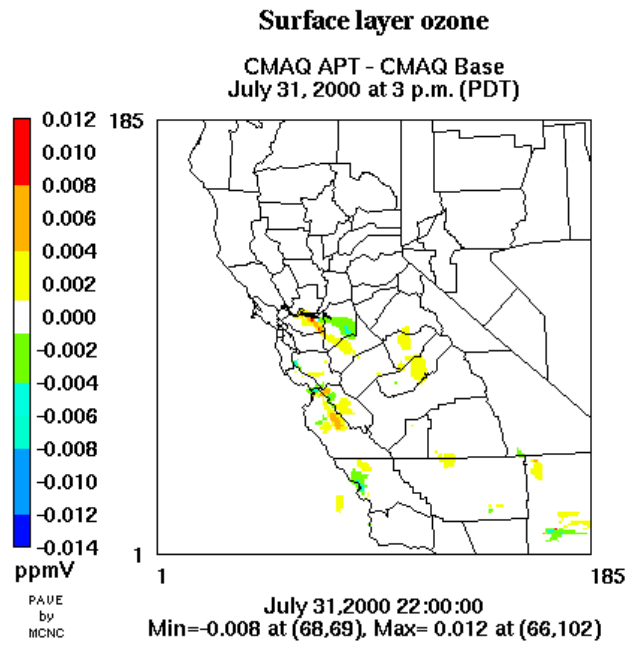 Surface layer ozone
CMAQ APT - CMAQ Base
July 31, 2000 at 3 p.m. (PDT)
0.012
0.010
0.008
0.006
0.004
0.002
0.000
-0.002
-0.004
-0.006
-0.008
-0.010
-0.012
-0.014
ppmV
PAVE
by
MCNC
185
1
1
185
July 31,2000 22:00:00
Min=-0.008 at (68,69), Max= 0.012 at (66,102)